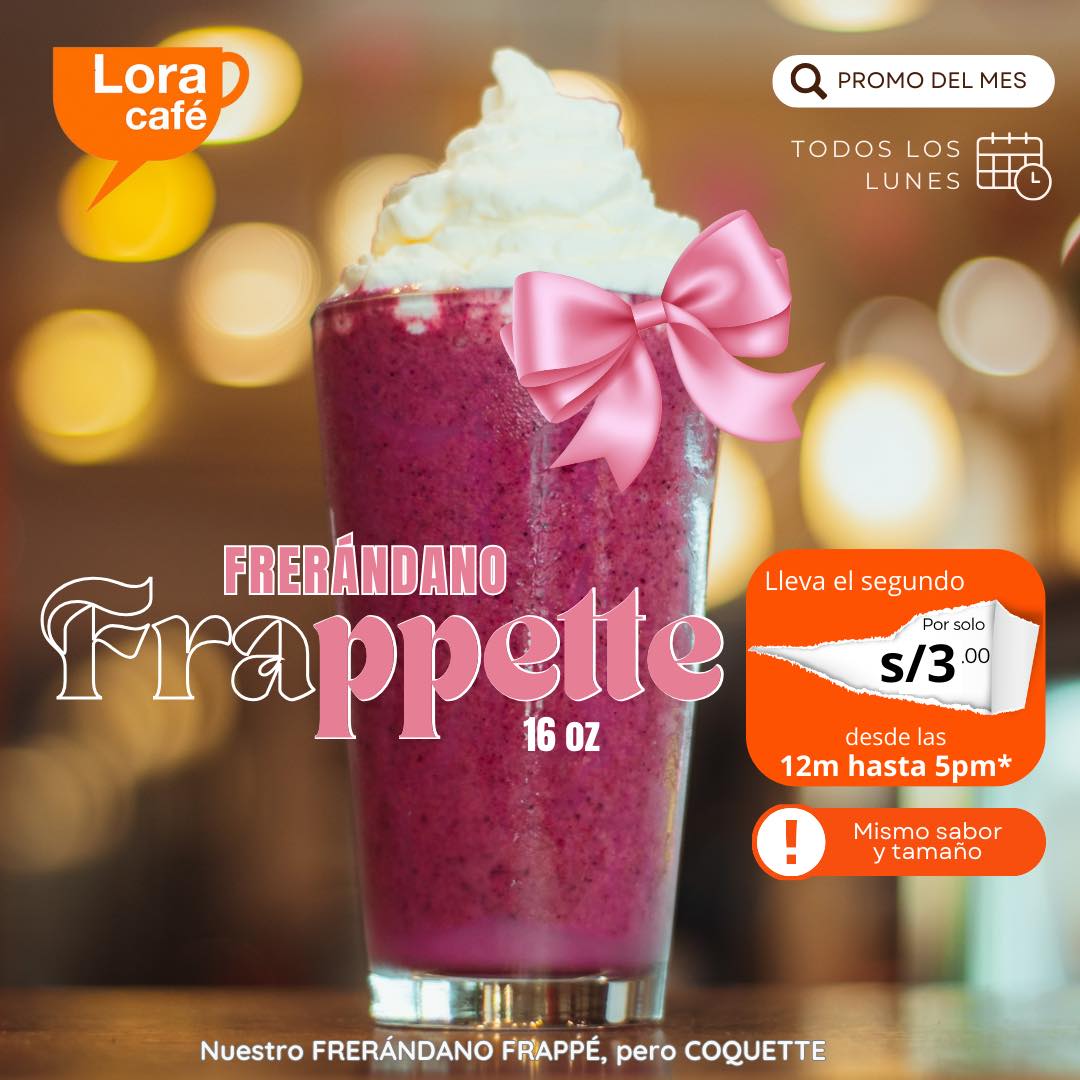 Lora
café
PROMO DEL MES
TODOS LOS
LUNES
FRERÁNDANO
Frappette
16 oz
Lleva el segundo
Por solo
s/3.00
desde las
12m hasta 5pm*
! Mismo sabor
y tamaño
Nuestro FRERÁNDANO FRAPPÉ, pero COQUETTE